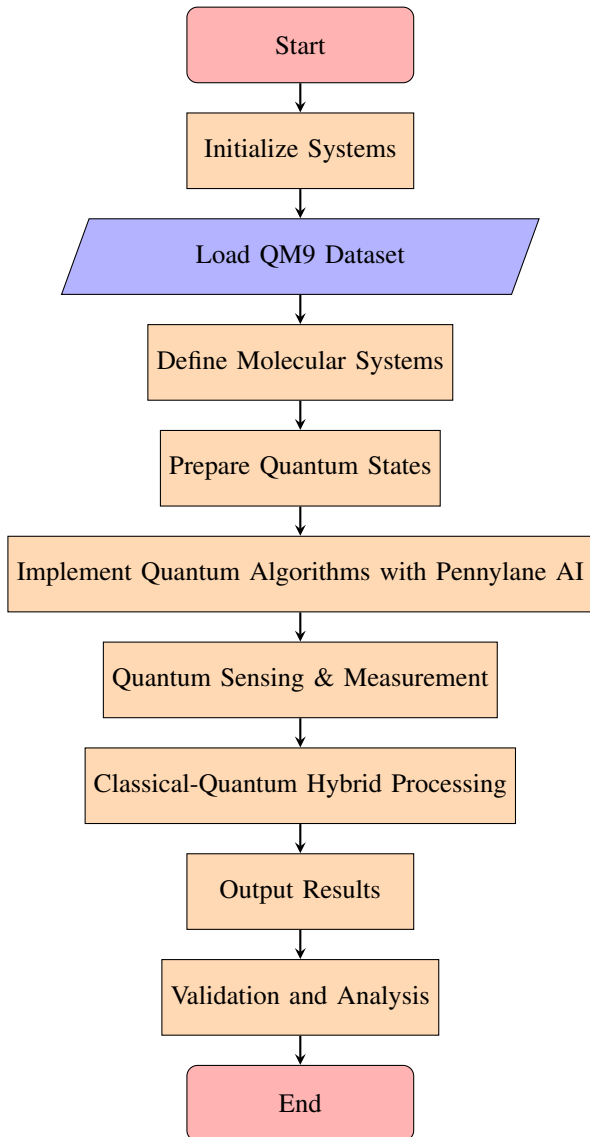 Start
Initialize Systems
Load QM9 Dataset
Define Molecular Systems
Prepare Quantum States
Implement Quantum Algorithms with Pennylane AI
Quantum Sensing & Measurement
Classical-Quantum Hybrid Processing
Output Results
Validation and Analysis
End